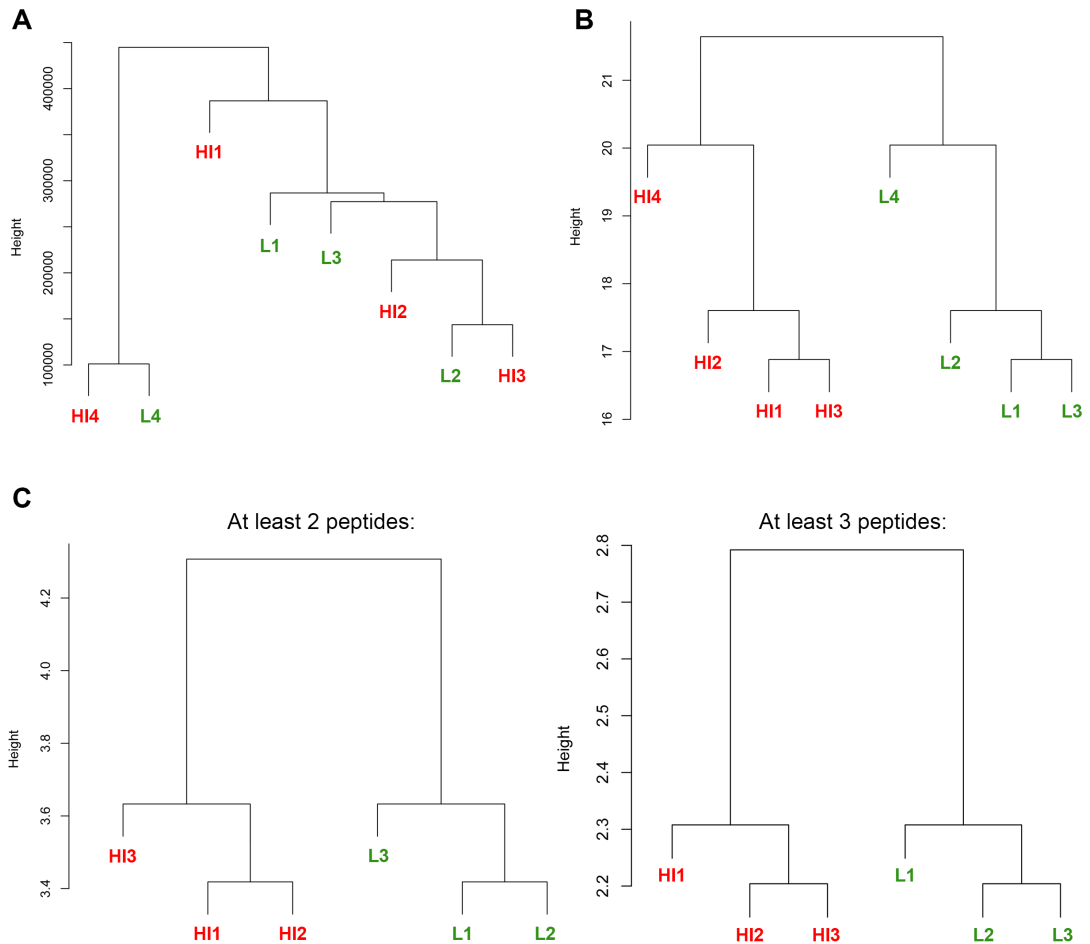 A
Height
400000
300000
200000
100000
HI1
L1
L3
HI2
L2
HI3
HI4
L4
B
Height
21
20
19
18
17
16
HI4
L4
HI2
L2
HI1
HI3
L1
L3
C
At least 2 peptides:
Height
4.2
4.0
3.8
3.6
3.4
HI3
L3
HI1
HI2
L1
L2
At least 3 peptides:
Height
2.8
2.7
2.6
2.5
2.4
2.3
2.2
HI1
L1
HI2
HI3
L2
L3